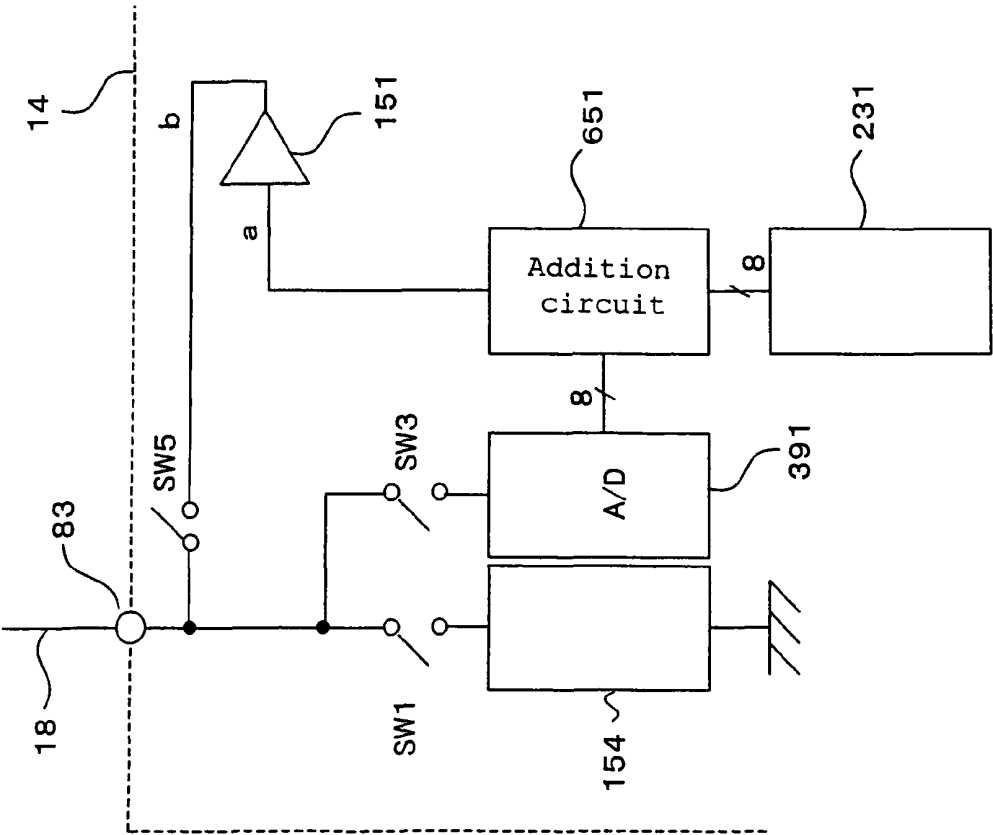 14
b
151
a
651
231
Addition
circuit
8
8
SW5
SW3
83
A/D
391
18
SW1
154